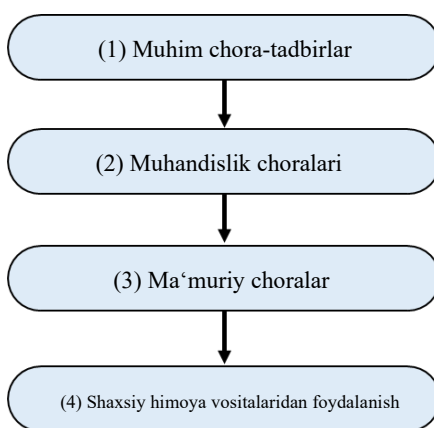 (1) Muhim chora-tadbirlar
(2) Muhandislik choralari
(3) Ma‘muriy choralar
(4) Shaxsiy himoya vositalaridan foydalanish